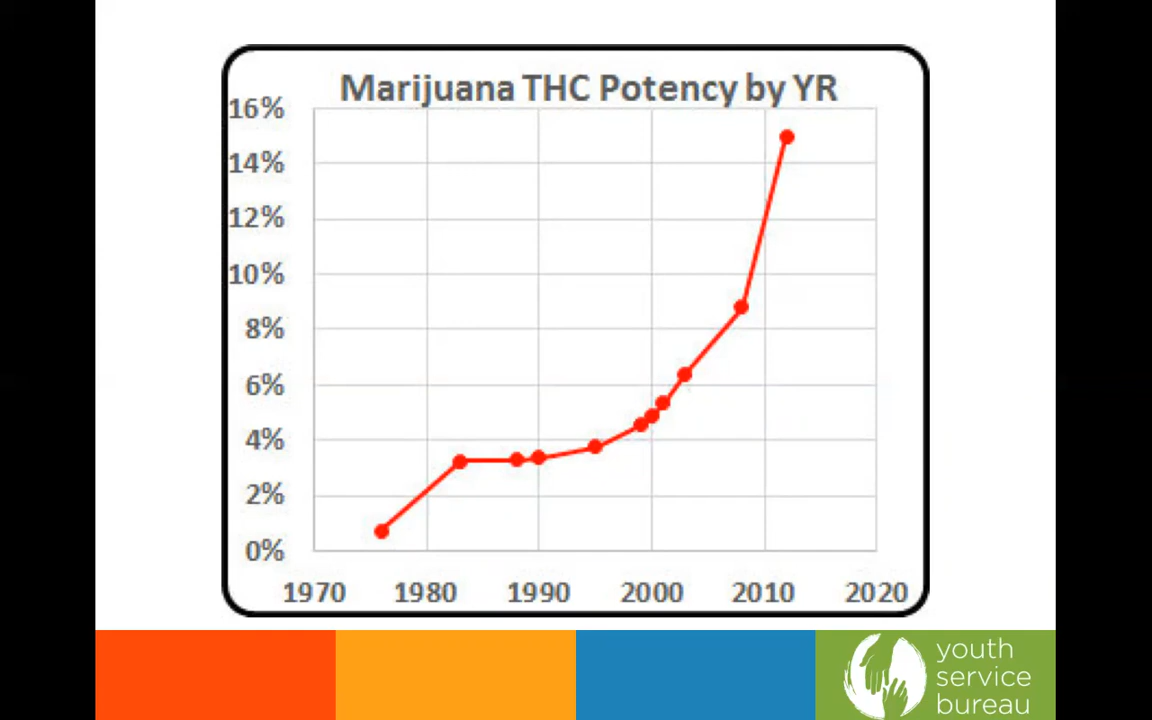 Marijuana THC Potency by YR
16%
14%
12%
10%
8%
6%
4%
2%
0%
1970 1980 1990 2000 2010 2020
youth
service
bureau